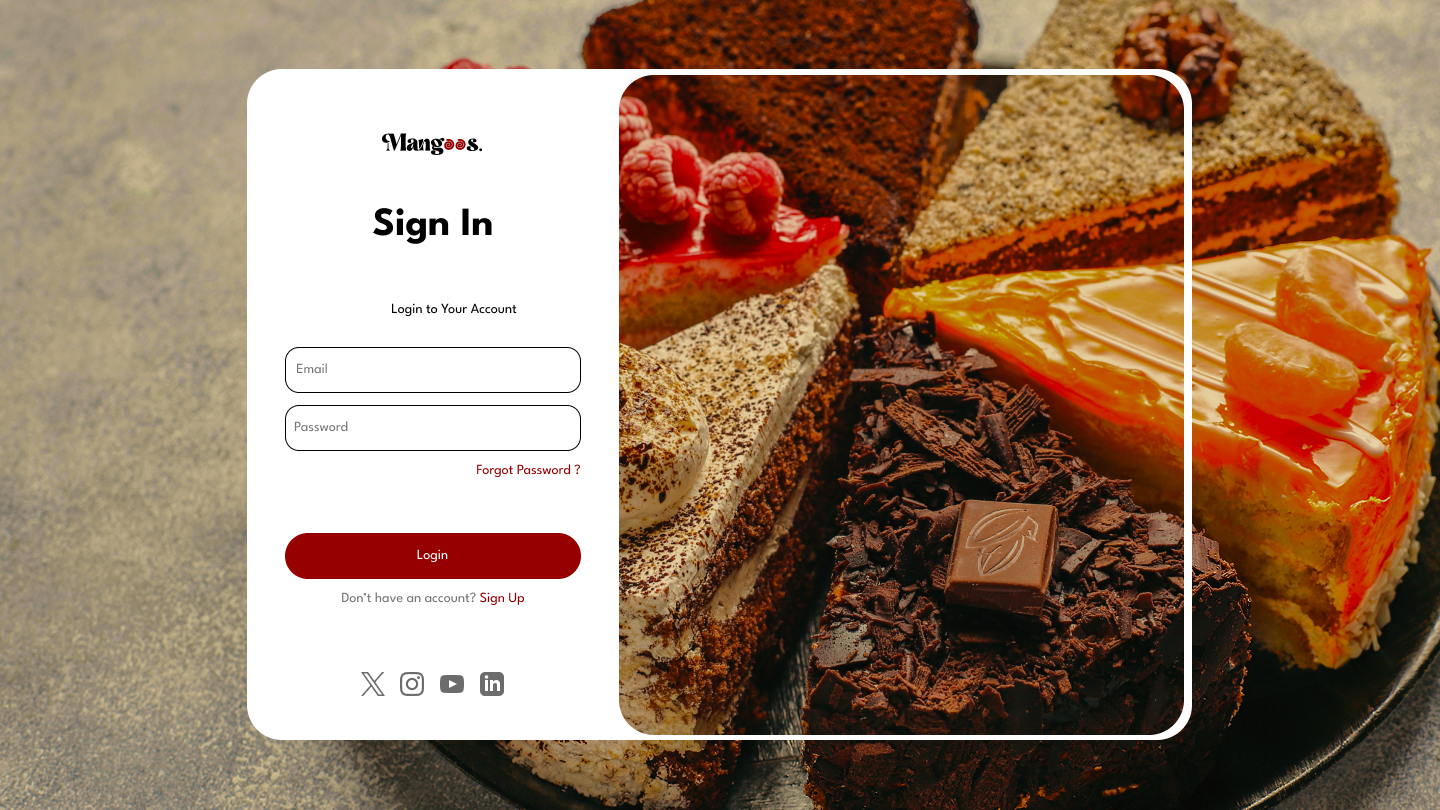 Mangoos.
Sign In
Login to Your Account
Email
Password
Forgot Password ?
Login
Don't have an account? Sign Up